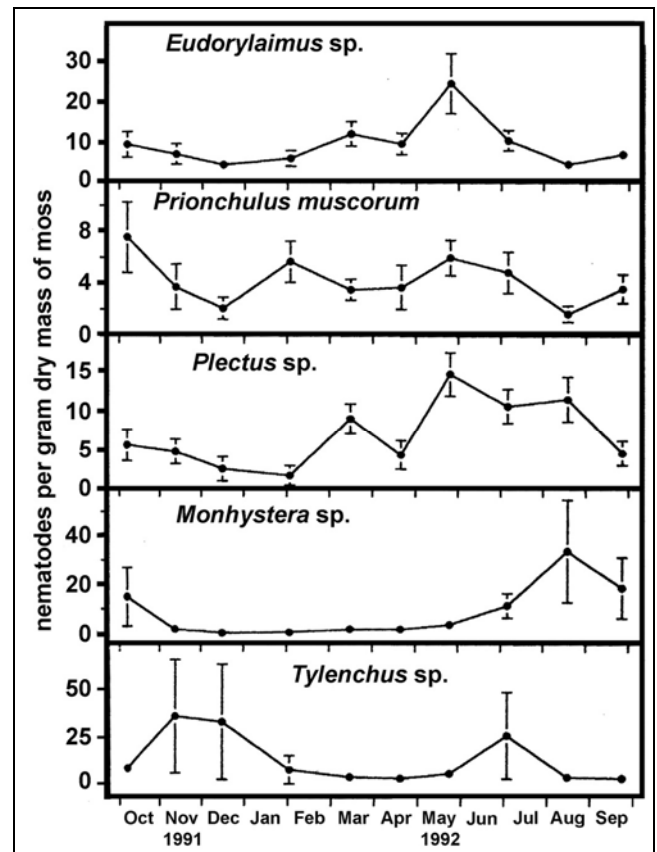 nematodes per gram dry mass of moss
Eudorylaimus sp.
30
20
10
0
Prionchulus muscorum
8
4
0
Plectus sp.
15
10
5
0
Monhystera sp.
40
20
0
Tylenchus sp.
50
25
0
Oct Nov Dec Jan Feb Mar Apr May Jun Jul Aug Sep
1991 1992